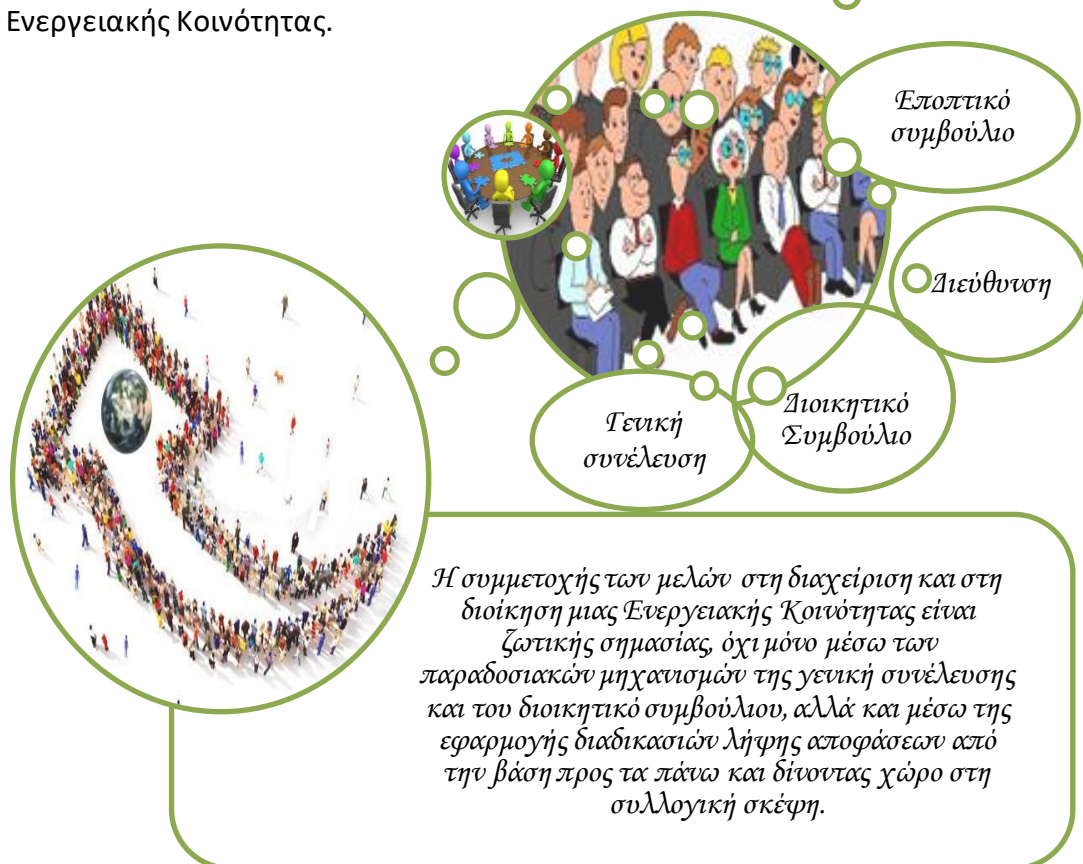 Ενεργειακής Κοινότητας.
Εποπτικό
συμβούλιο
Διεύθυνση
Διοικητικό
Συμβούλιο
Γενική
συνέλευση
Η συμμετοχής των μελών στη διαχείριση και στη
διοίκηση μιας Ενεργειακής Κοινότητας είναι
ζωτικής σημασίας, όχι μόνο μέσω των
παραδοσιακών μηχανισμών της γενική συνέλευσης
και του διοικητικό συμβούλιου, αλλά και μέσω της
εφαρμογής διαδικασιών λήψης αποφάσεων από
την βάση προς τα πάνω και δίνοντας χώρο στη
συλλογική σκέψη.